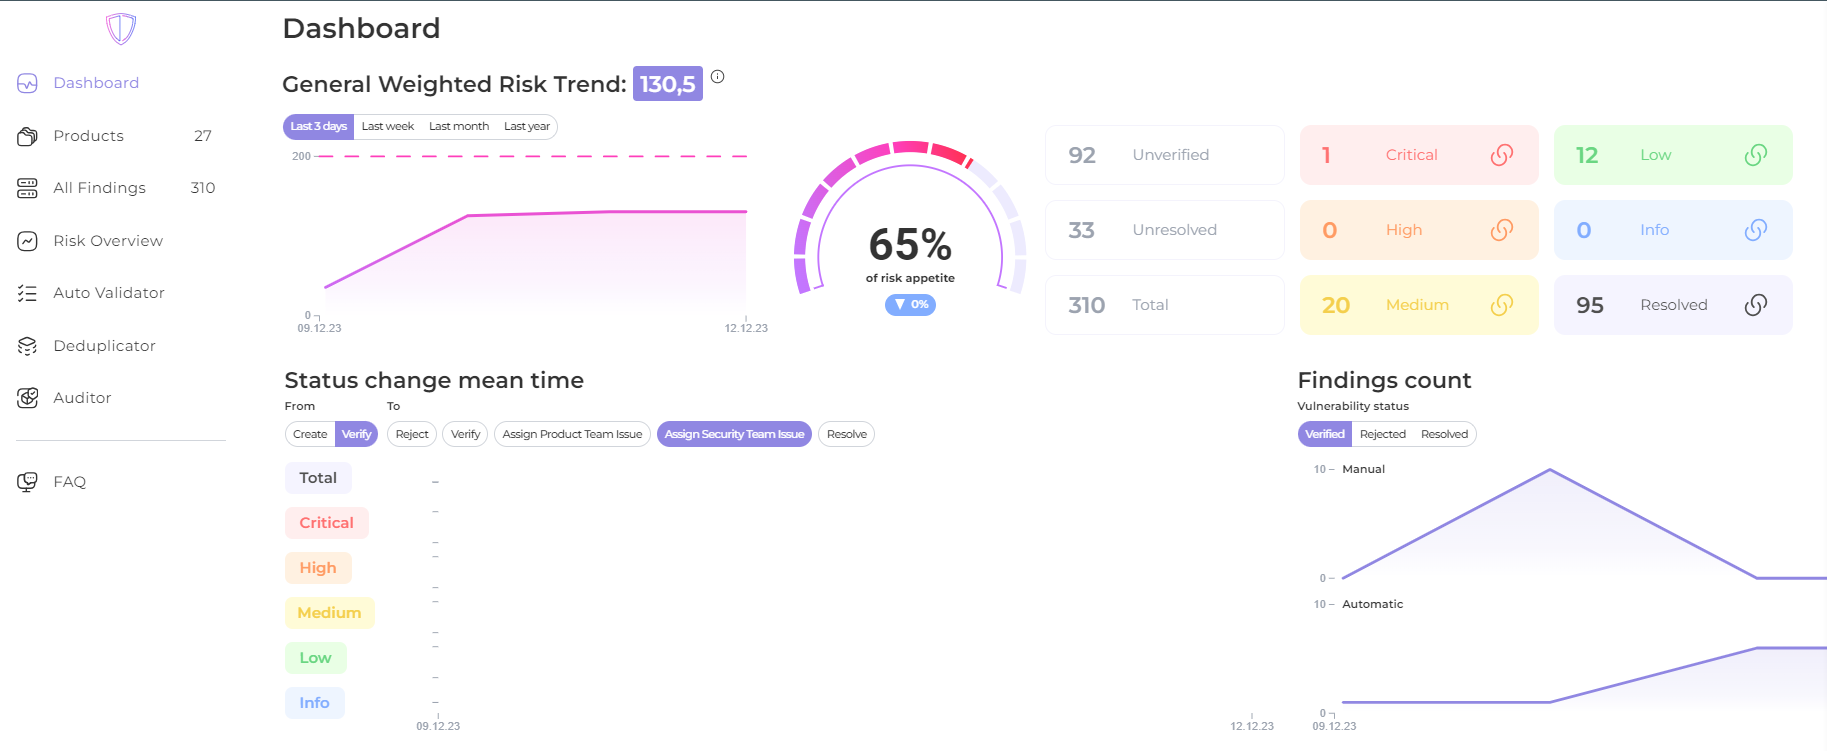 Dashboard
Products 27
All Findings 310
Risk Overview
Auto Validator
Deduplicator
Auditor
FAQ
Dashboard
General Weighted Risk Trend: 130,5
Last 3 days Last week Last month Last year
200
0
09.12.23 12.12.23
65%
of risk appetite
▼ 0%
92 Unverified
33 Unresolved
310 Total
1 Critical
0 High
20 Medium
12 Low
0 Info
95 Resolved
Status change mean time
From To
Create Verify Reject Verify Assign Product Team Issue Assign Security Team Issue Resolve
Total
Critical
High
Medium
Low
Info
09.12.23 12.12.23
Findings count
Vulnerability status
Verified Rejected Resolved
10 Manual
0
10 Automatic
0
09.12.23